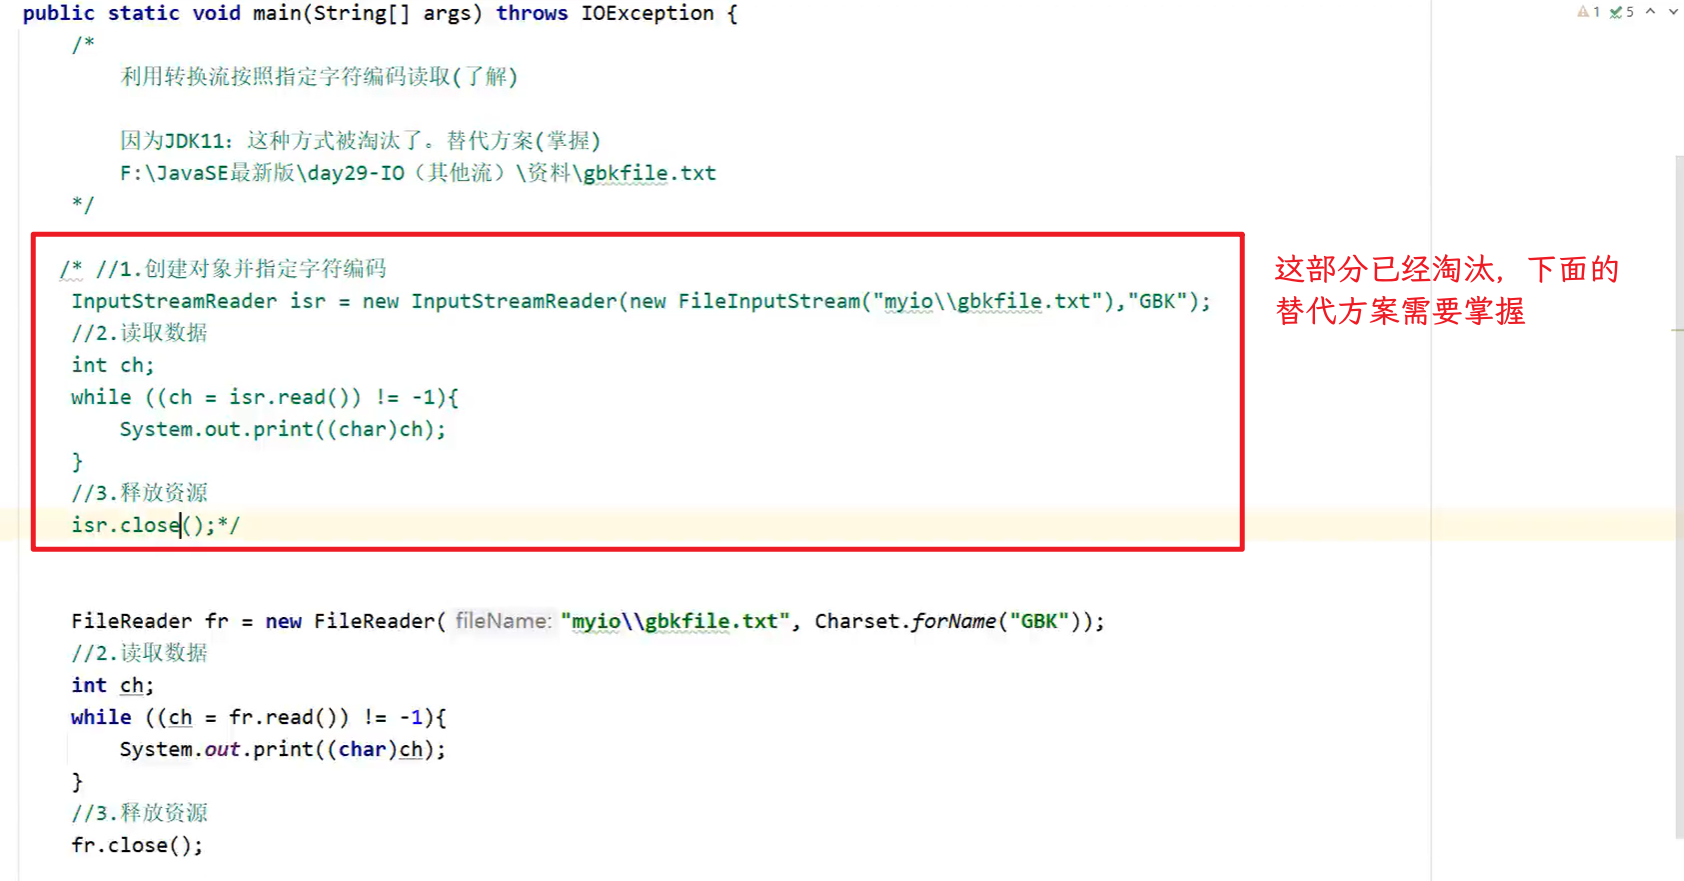 public static void main(String[] args) throws IOException {
1 5
/*
利用转换流按照指定字符编码读取(了解)
因为JDK11：这种方式被淘汰了。替代方案(掌握)
F:\JavaSE最新版\day29-IO（其他流）\资料\gbkfile.txt
*/
/* //1.创建对象并指定字符编码
InputStreamReader isr = new InputStreamReader(new FileInputStream("myio\\gbkfile.txt"),"GBK");
//2.读取数据
int ch;
while ((ch = isr.read()) != -1){
System.out.print((char)ch);
}
//3.释放资源
isr.close();*/
这部分已经淘汰，下面的
替代方案需要掌握
FileReader fr = new FileReader( fileName: "myio\\gbkfile.txt", Charset.forName("GBK"));
//2.读取数据
int ch;
while ((ch = fr.read()) != -1){
System.out.print((char)ch);
}
//3.释放资源
fr.close();